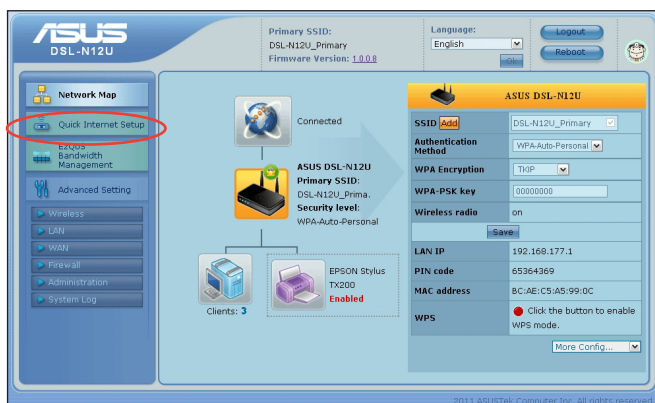 ASUS
DSL-N12U
Primary SSID:
DSL-N12U_Primary
Firmware Version: 1.0.0.8
Language:
English
Ok
Logout
Reboot
Network Map
Quick Internet Setup
EzQoS
Bandwidth
Management
Advanced Setting
Wireless
LAN
WAN
Firewall
Administration
System Log
Connected
ASUS DSL-N12U
Primary SSID:
DSL-N12U_Prima.
Security level:
WPA-Auto-Personal
Clients: 3
EPSON Stylus
TX200
Enabled
ASUS DSL-N12U
SSID Add DSL-N12U_Primary
Authentication
Method
WPA-Auto-Personal
WPA Encryption TKIP
WPA-PSK key 00000000
Wireless radio on
Save
LAN IP 192.168.177.1
PIN code 65364369
MAC address BC:AE:C5:A5:99:0C
WPS
Click the button to enable
WPS mode.
More Config...
2011 ASUSTek Computer Inc. All rights reserved